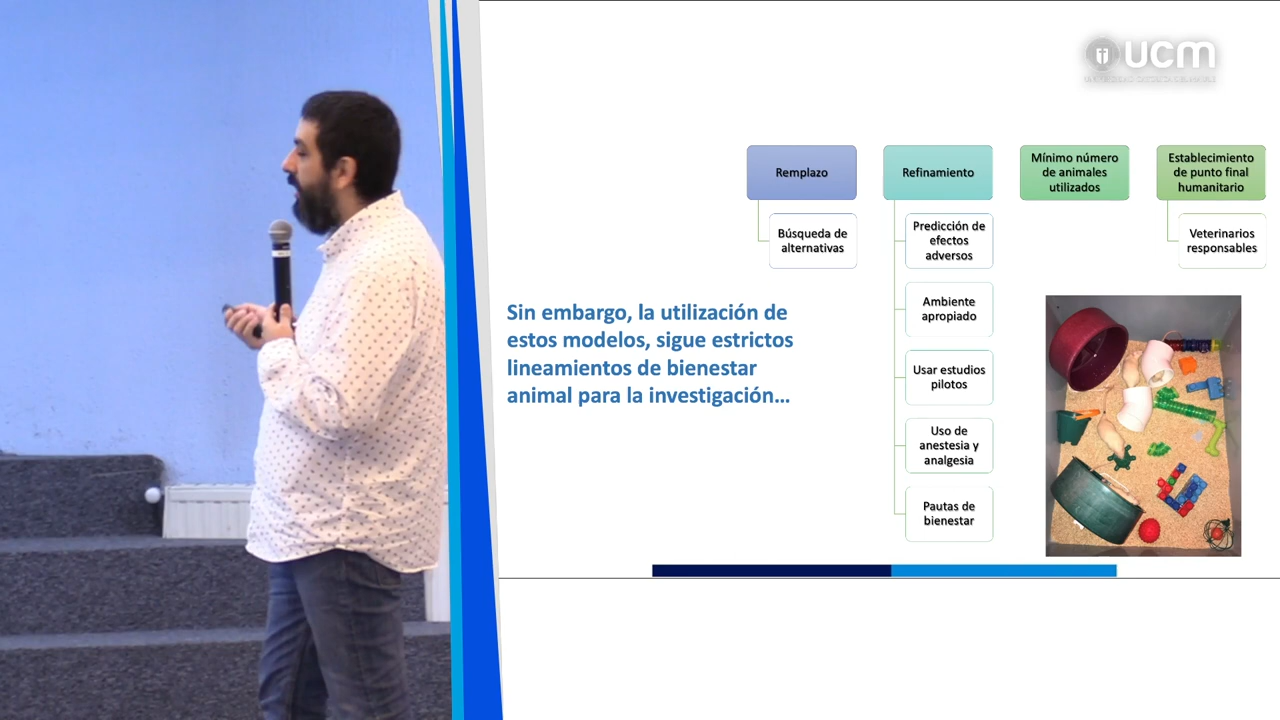 ucm
Remplazo
Refinamiento
Mínimo número
de animales
utilizados
Establecimiento
de punto final
humanitario
Búsqueda de
alternativas
Predicción de
efectos
adversos
Veterinarios
responsables
Ambiente
apropiado
Sin embargo, la utilización de
estos modelos, sigue estrictos
lineamientos de bienestar
animal para la investigación...
Usar estudios
pilotos
Uso de
anestesia y
analgesia
Pautas de
bienestar